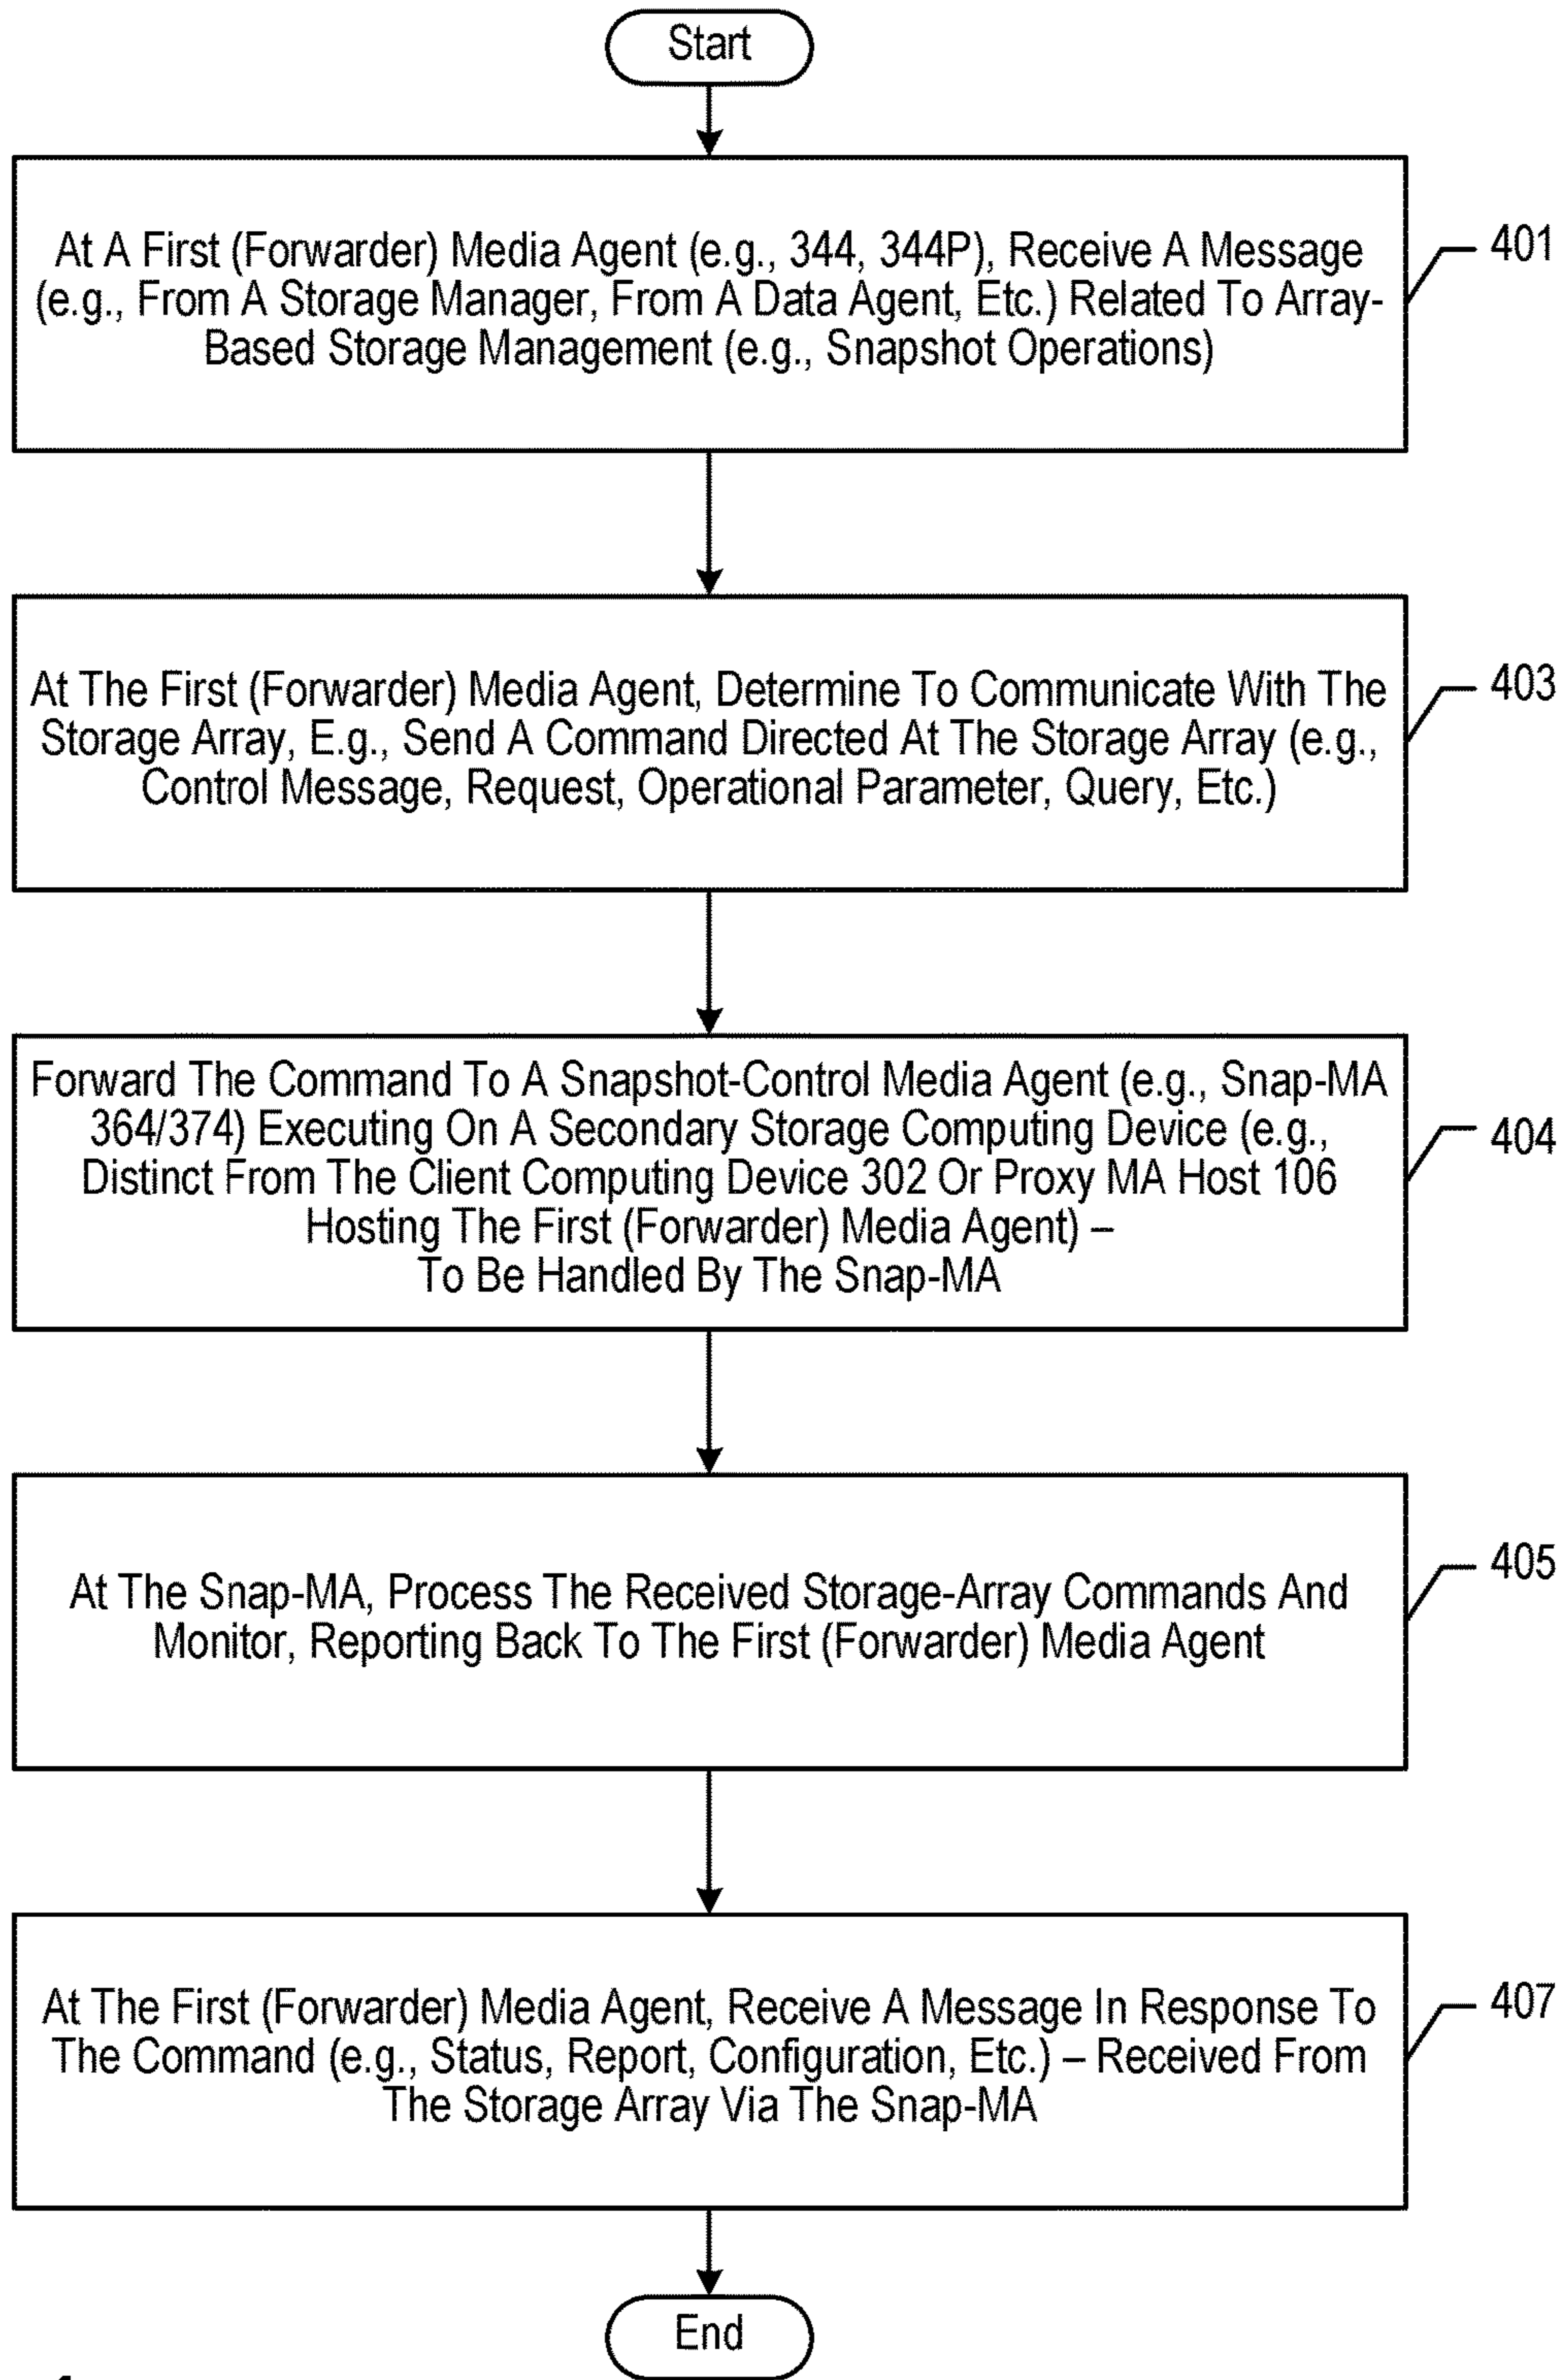 Start
At A First (Forwarder) Media Agent (e.g., 344, 344P), Receive A Message
(e.g., From A Storage Manager, From A Data Agent, Etc.) Related To Array-
Based Storage Management (e.g., Snapshot Operations)
401
At The First (Forwarder) Media Agent, Determine To Communicate With The
Storage Array, E.g., Send A Command Directed At The Storage Array (e.g.,
Control Message, Request, Operational Parameter, Query, Etc.)
403
Forward The Command To A Snapshot-Control Media Agent (e.g., Snap-MA
364/374) Executing On A Secondary Storage Computing Device (e.g.,
Distinct From The Client Computing Device 302 Or Proxy MA Host 106
Hosting The First (Forwarder) Media Agent) –
To Be Handled By The Snap-MA
404
At The Snap-MA, Process The Received Storage-Array Commands And
Monitor, Reporting Back To The First (Forwarder) Media Agent
405
At The First (Forwarder) Media Agent, Receive A Message In Response To
The Command (e.g., Status, Report, Configuration, Etc.) – Received From
The Storage Array Via The Snap-MA
407
End